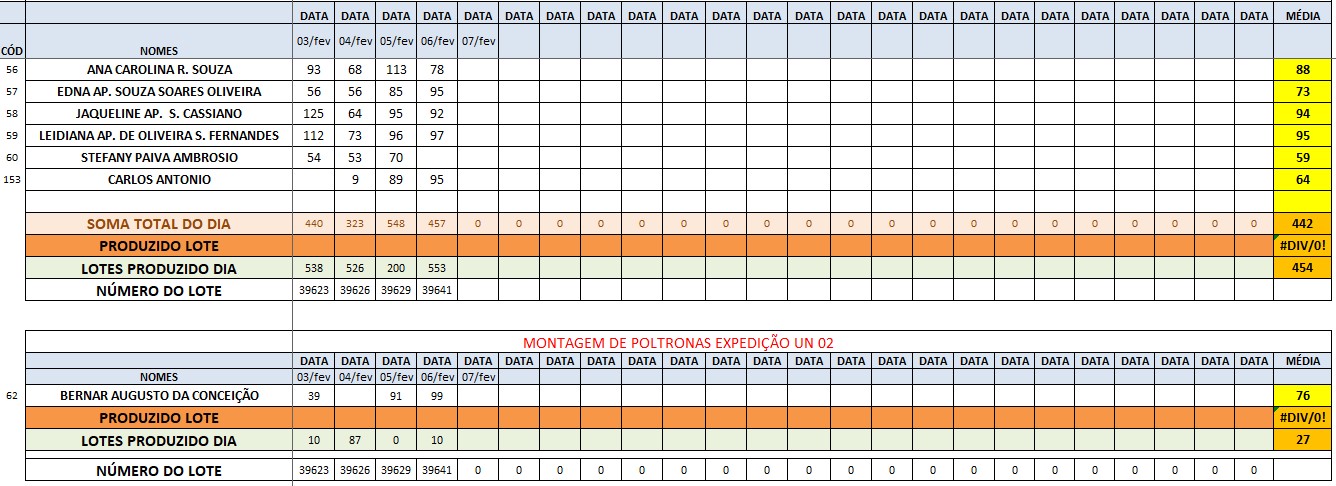 DATA DATA DATA DATA DATA DATA DATA DATA DATA DATA DATA DATA DATA DATA DATA DATA DATA DATA DATA DATA DATA DATA DATA DATA MÉDIA
CÓD NOMES 03/fev 04/fev 05/fev 06/fev 07/fev
56 ANA CAROLINA R. SOUZA 93 68 113 78 88
57 EDNA AP. SOUZA SOARES OLIVEIRA 56 56 85 95 73
58 JAQUELINE AP. S. CASSIANO 125 64 95 92 94
59 LEIDIANA AP. DE OLIVEIRA S. FERNANDES 112 73 96 97 95
60 STEFANY PAIVA AMBROSIO 54 53 70 59
153 CARLOS ANTONIO 9 89 95 64
SOMA TOTAL DO DIA 440 323 548 457 0 0 0 0 0 0 0 0 0 0 0 0 0 0 0 0 0 0 0 0 442
PRODUZIDO LOTE #DIV/0!
LOTES PRODUZIDO DIA 538 526 200 553 454
NÚMERO DO LOTE 39623 39626 39629 39641
MONTAGEM DE POLTRONAS EXPEDIÇÃO UN 02
DATA DATA DATA DATA DATA DATA DATA DATA DATA DATA DATA DATA DATA DATA DATA DATA DATA DATA DATA DATA DATA DATA DATA DATA MÉDIA
NOMES 03/fev 04/fev 05/fev 06/fev 07/fev
62 BERNAR AUGUSTO DA CONCEIÇÃO 39 91 99 76
PRODUZIDO LOTE #DIV/0!
LOTES PRODUZIDO DIA 10 87 0 10 27
NÚMERO DO LOTE 39623 39626 39629 39641 0 0 0 0 0 0 0 0 0 0 0 0 0 0 0 0 0 0 0 0